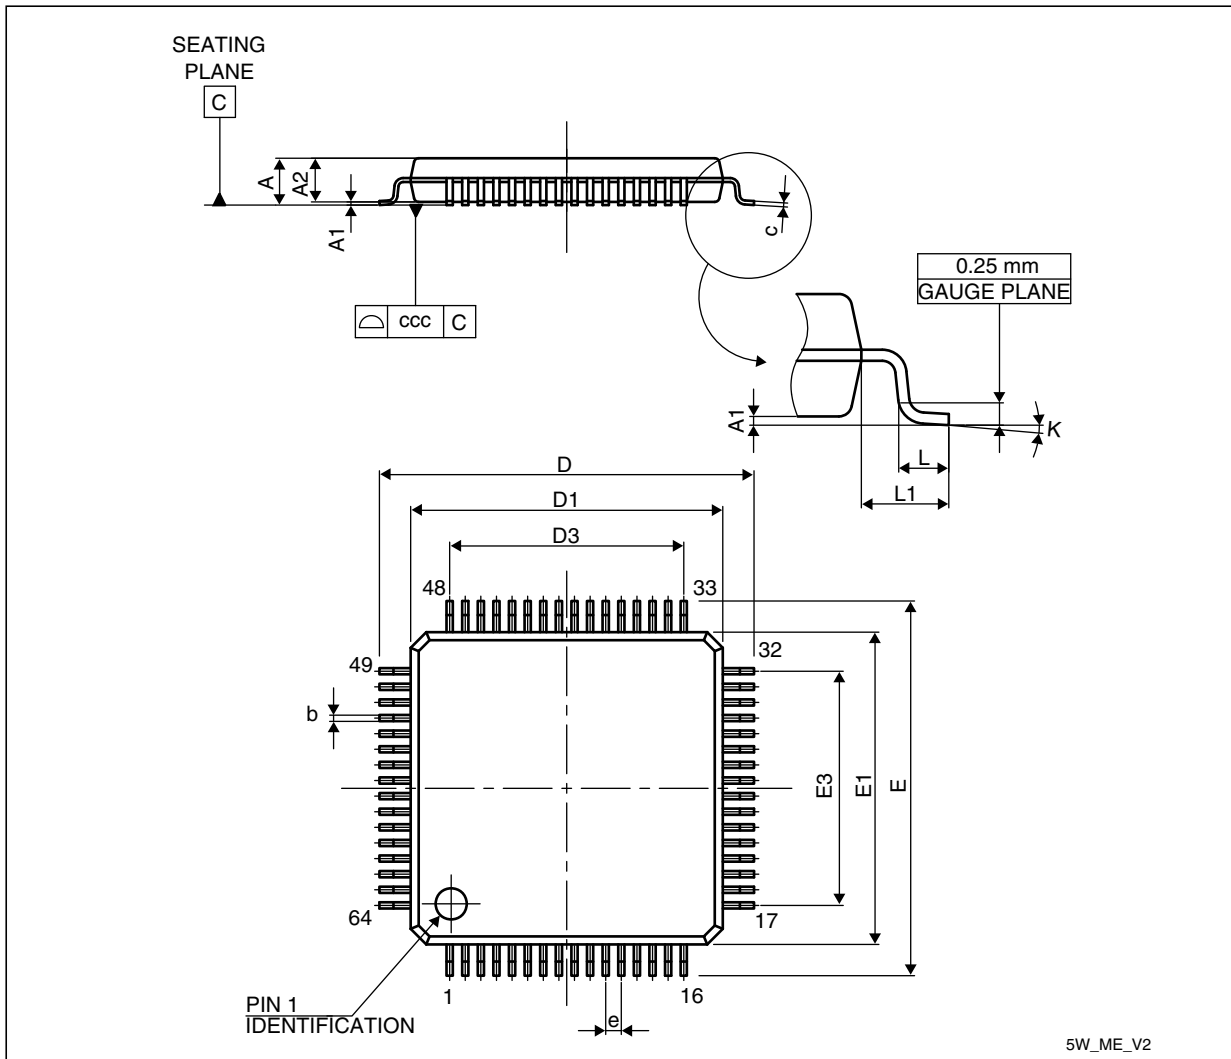 SEATING
PLANE
C
A
A2
A1
c
ccc C
0.25 mm
GAUGE PLANE
A1
K
L
L1
D
D1
D3
48
33
49
32
b
E3
E1
E
64
17
1
16
PIN 1
IDENTIFICATION
e
5W_ME_V2